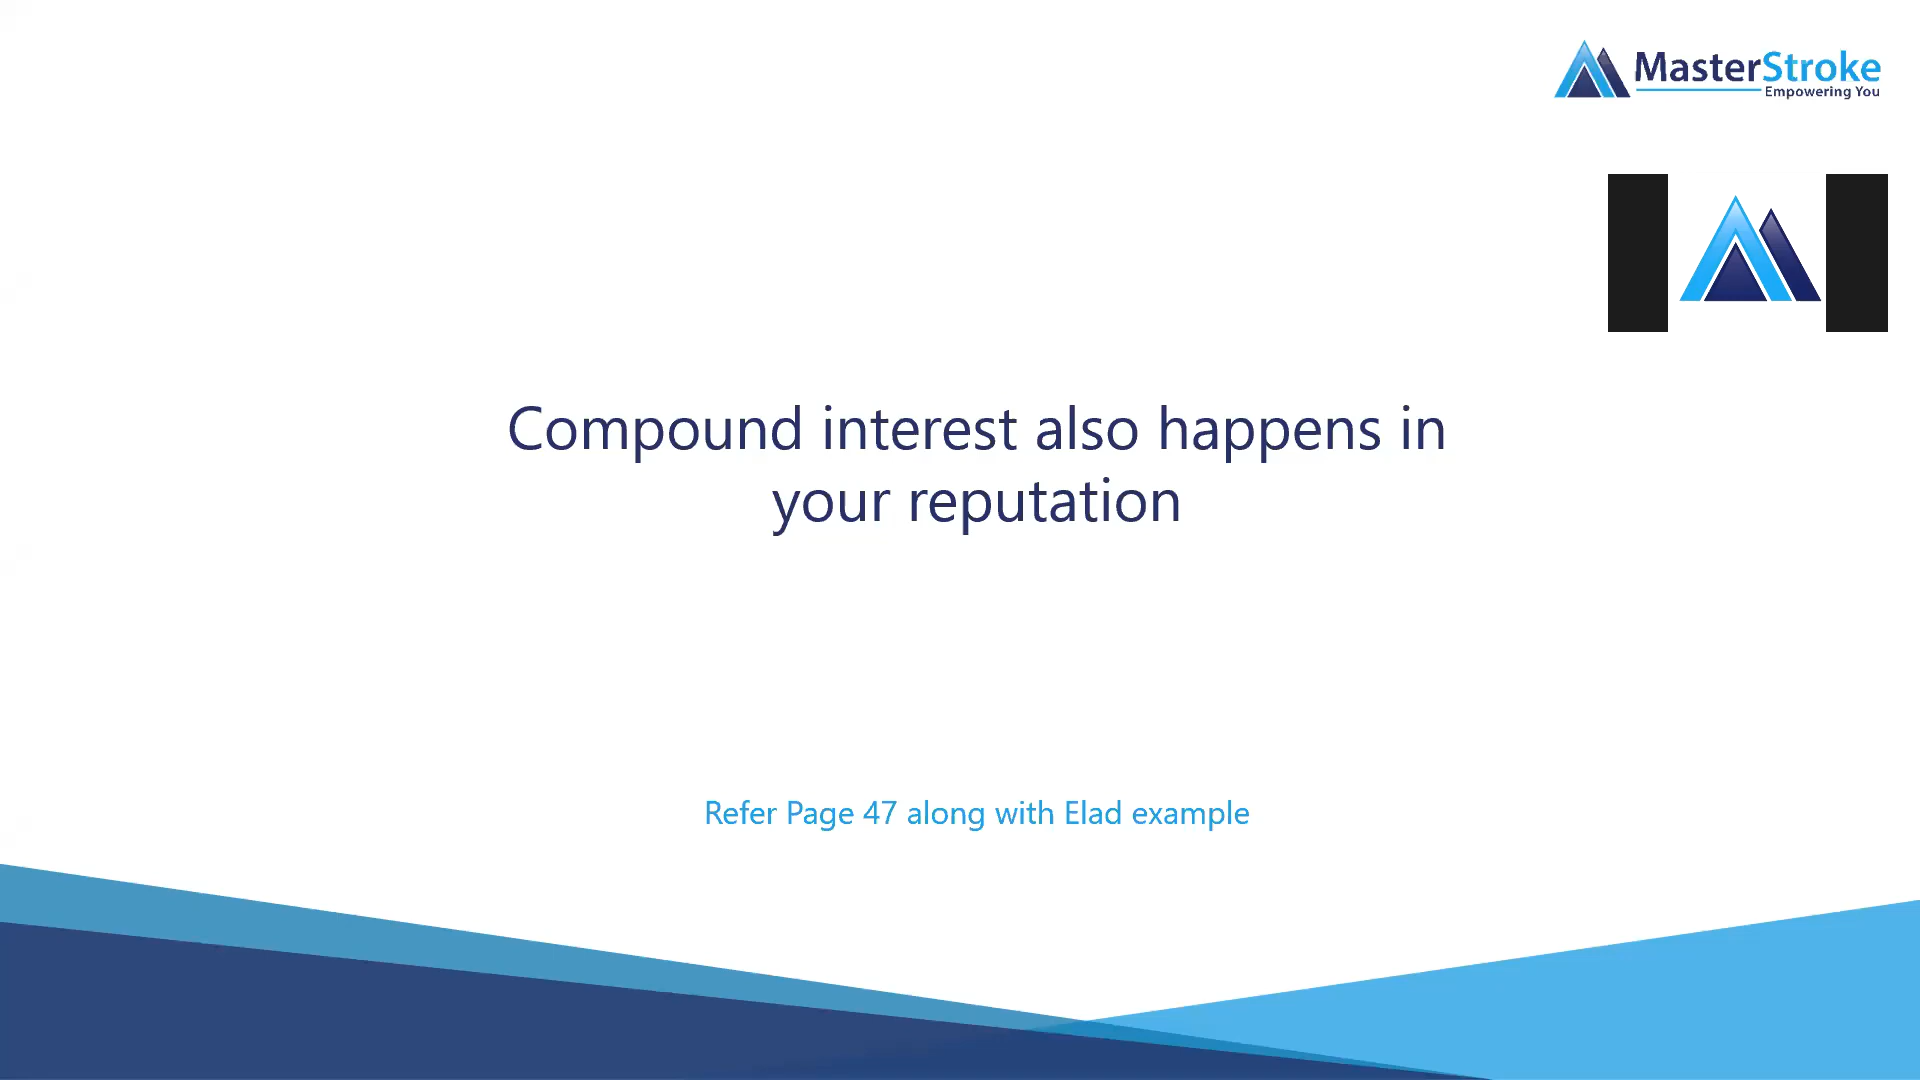 MasterStroke
Empowering You
Compound interest also happens in
your reputation
Refer Page 47 along with Elad example